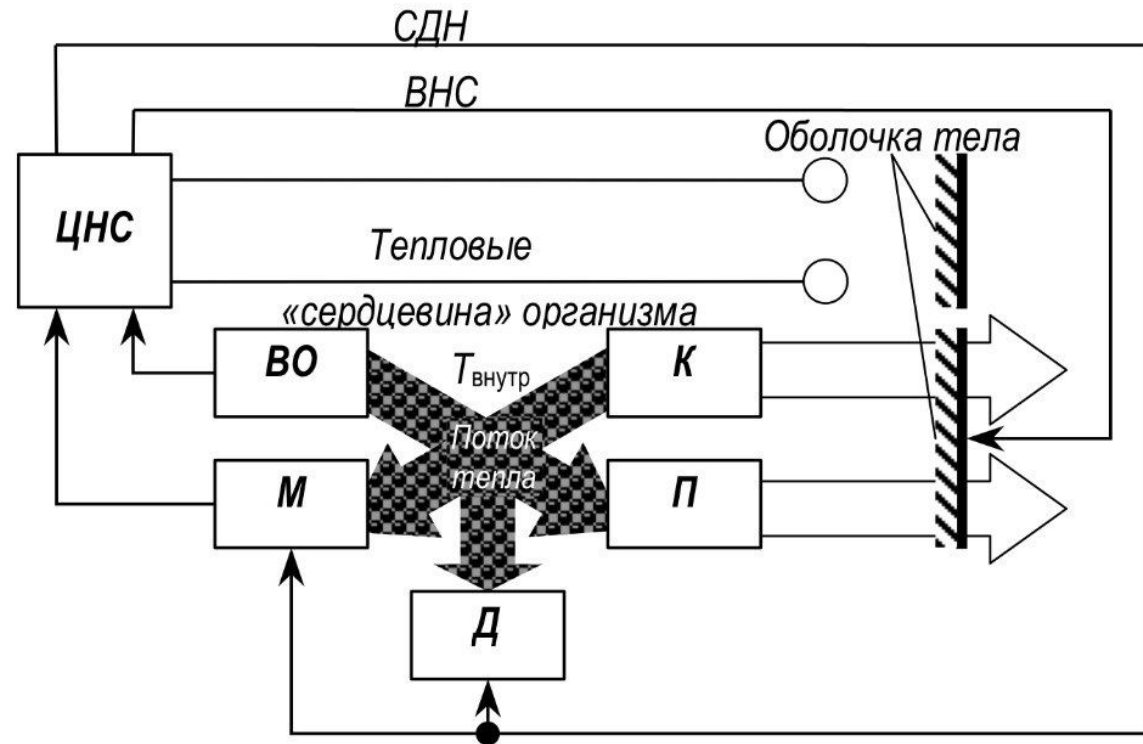 СДН
ВНС
Оболочка тела
ЦНС
Тепловые
«сердцевина» организма
ВО
Tвнутр
К
Поток
тепла
М
П
Д